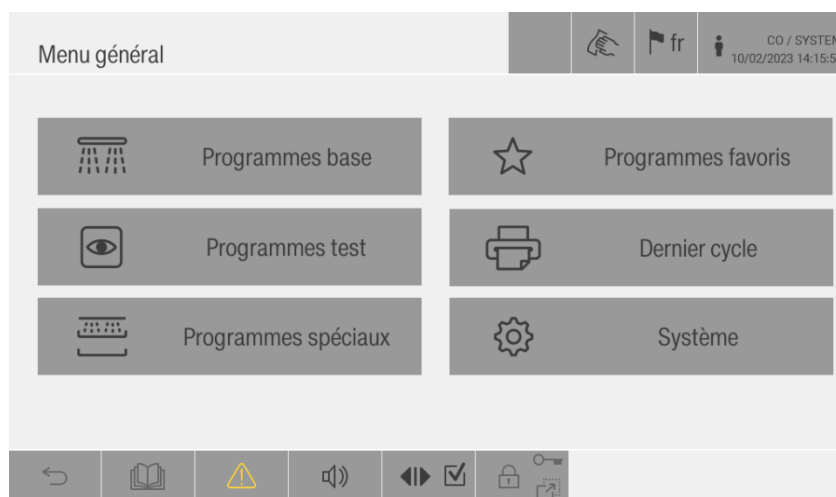 Menu général
fr
CO / SYSTEM
10/02/2023 14:15:5
Programmes base
Programmes favoris
Programmes test
Dernier cycle
Programmes spéciaux
Système